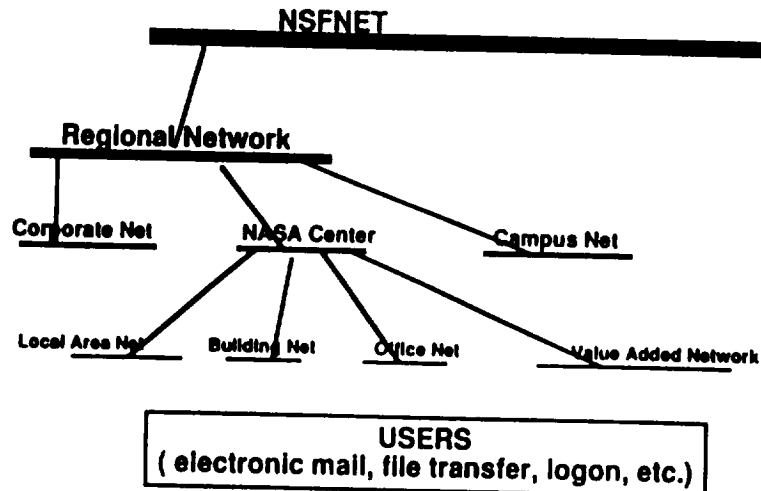 NSFNET
Regional Network
Corporate Net
NASA Center
Campus Net
Local Area Net
Building Net
Office Net
Value Added Network
USERS
( electronic mail, file transfer, logon, etc.)